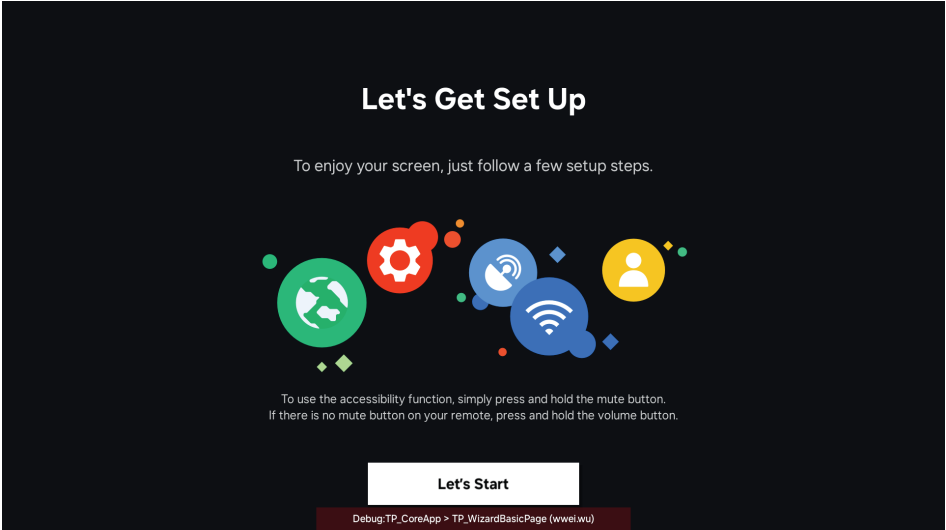 Let's Get Set Up
To enjoy your screen, just follow a few setup steps.
To use the accessibility function, simply press and hold the mute button.
If there is no mute button on your remote, press and hold the volume button.
Let's Start
Debug:TP_CoreApp > TP_WizardBasicPage (wwei.wu)